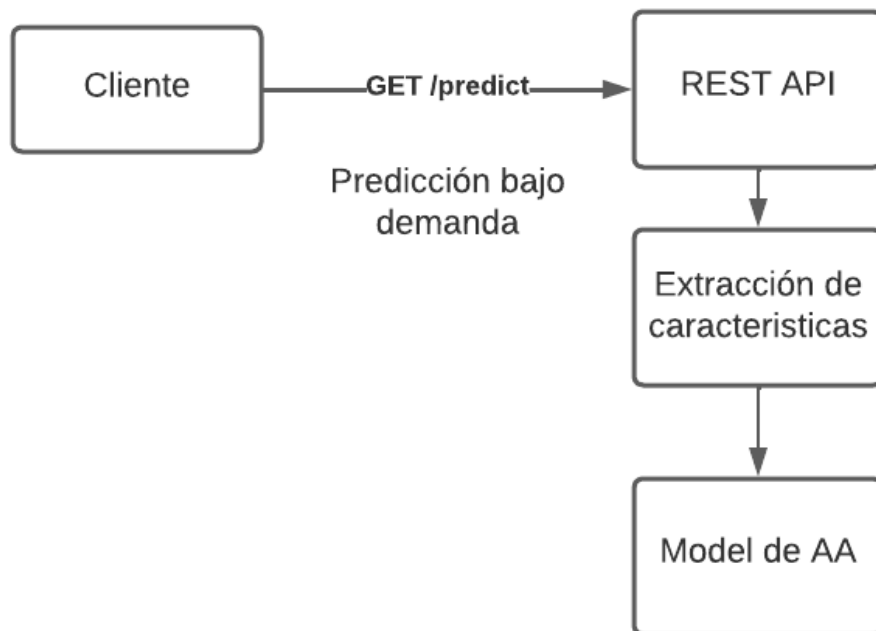 Cliente
GET /predict
REST API
Predicción bajo
demanda
Extracción de
caracteristicas
Model de AA